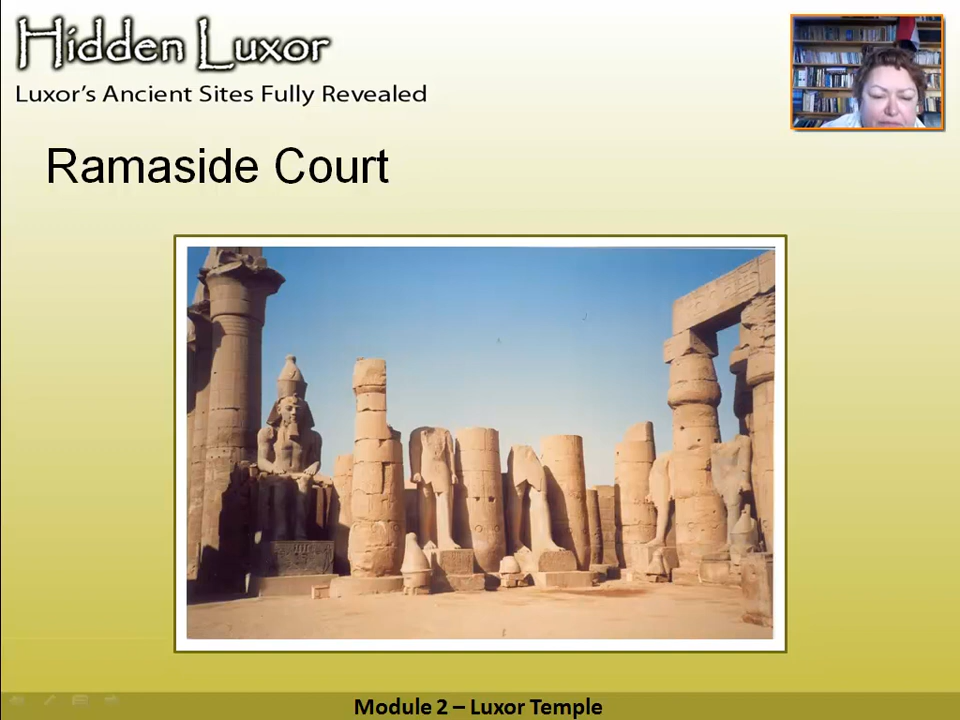 Hidden Luxor
Luxor's Ancient Sites Fully Revealed
Ramaside Court
Module 2 – Luxor Temple